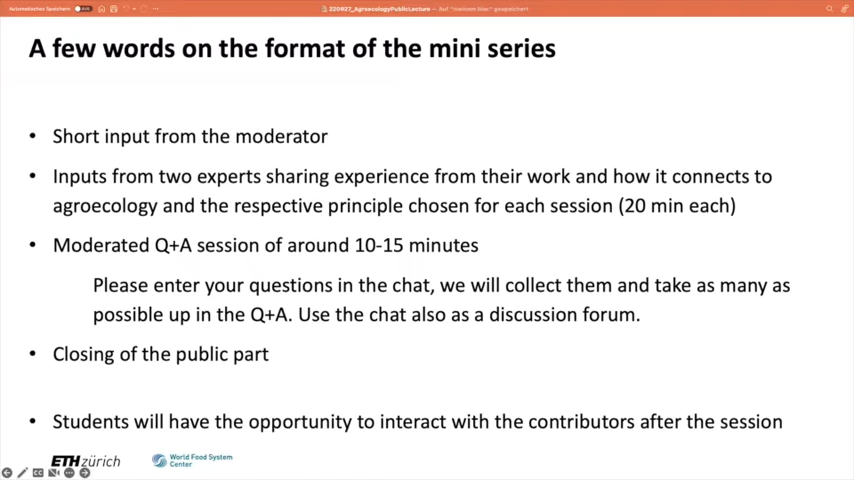 Automatisches Speichern
220927_AgroecologyPublicLecture — Auf "meinem Mac" gespeichert
A few words on the format of the mini series
• Short input from the moderator
• Inputs from two experts sharing experience from their work and how it connects to
agroecology and the respective principle chosen for each session (20 min each)
• Moderated Q+A session of around 10-15 minutes
Please enter your questions in the chat, we will collect them and take as many as
possible up in the Q+A. Use the chat also as a discussion forum.
• Closing of the public part
• Students will have the opportunity to interact with the contributors after the session
ETH zürich
World Food System
Center